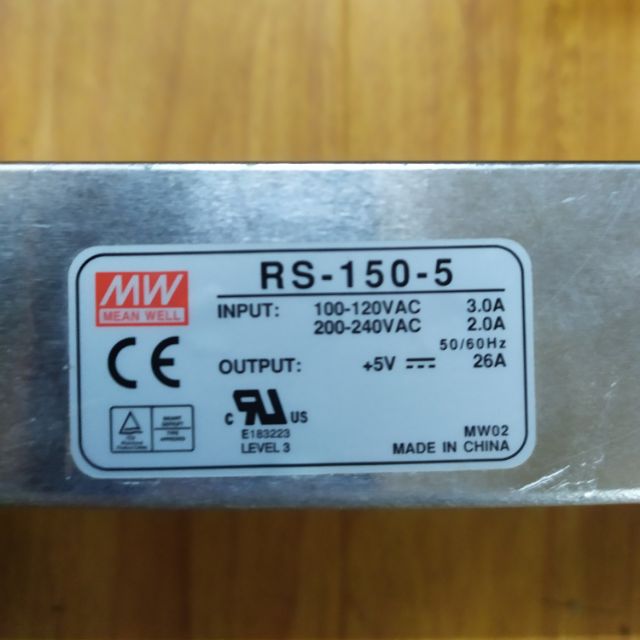 RS-150-5
MW
MEAN WELL
INPUT: 100-120VAC 3.0A
200-240VAC 2.0A
50/60Hz
OUTPUT: +5V 26A
CE
c RU US
E183223
LEVEL 3
MW02
MADE IN CHINA